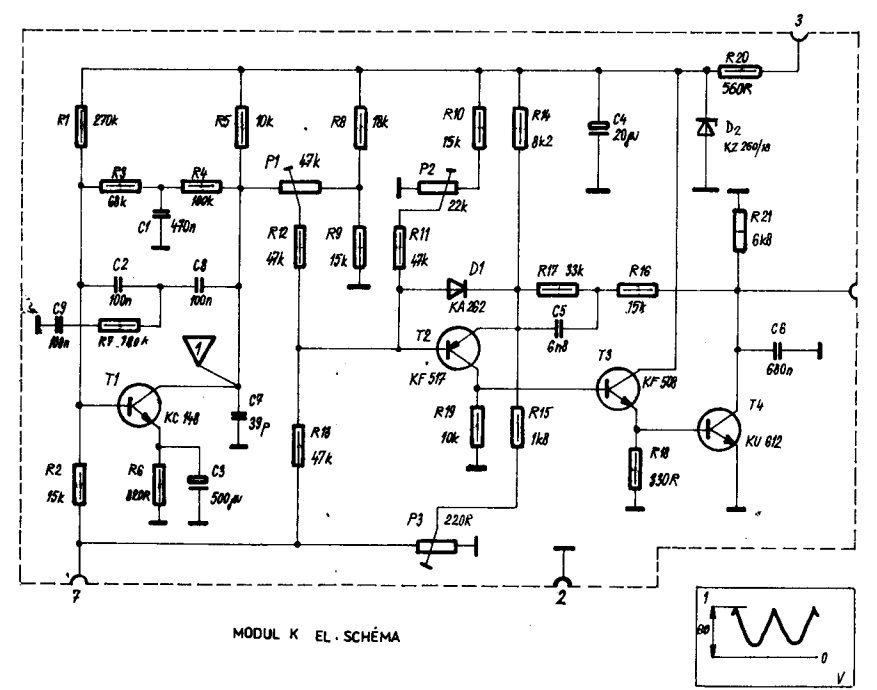 3
R20
560R
R1
270k
R5
10k
R8
18k
R10
15k
R14
8k2
C4
20μ
D2
KZ 260/18
P1
47k
P2
22k
R3
68k
R4
180k
C1
470n
R12
47k
R9
15k
R11
47k
R21
6k8
C2
100n
C8
100n
D1
KA 262
R17
33k
R16
15k
C9
100n
R7
1
T2
KF 517
C5
6n8
C6
680n
T1
KC 148
T3
KF 508
T4
KU 612
C7
39p
R19
10k
R15
1k8
R18
R2
15k
R6
820R
C3
500μ
47k
330R
P3
220R
7
2
MODUL K EL. SCHÉMA
1
0
V